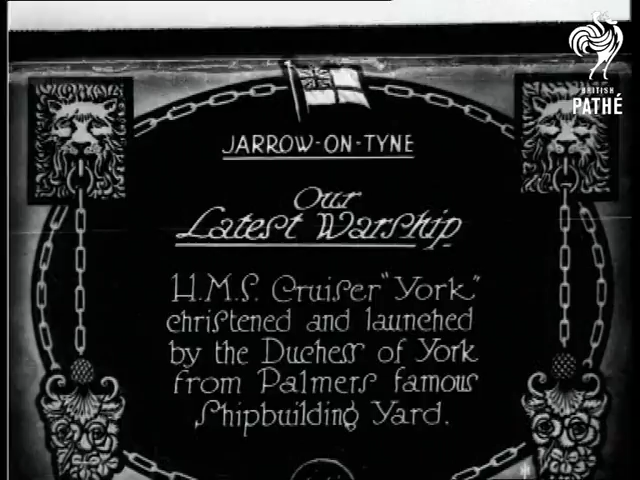 BRITISH
PATHÉ
JARROW-ON-TYNE
Our
Latest Warship
H.M.S. Cruiser "York"
christened and launched
by the Duchess of York
from Palmers famous
Shipbuilding Yard.